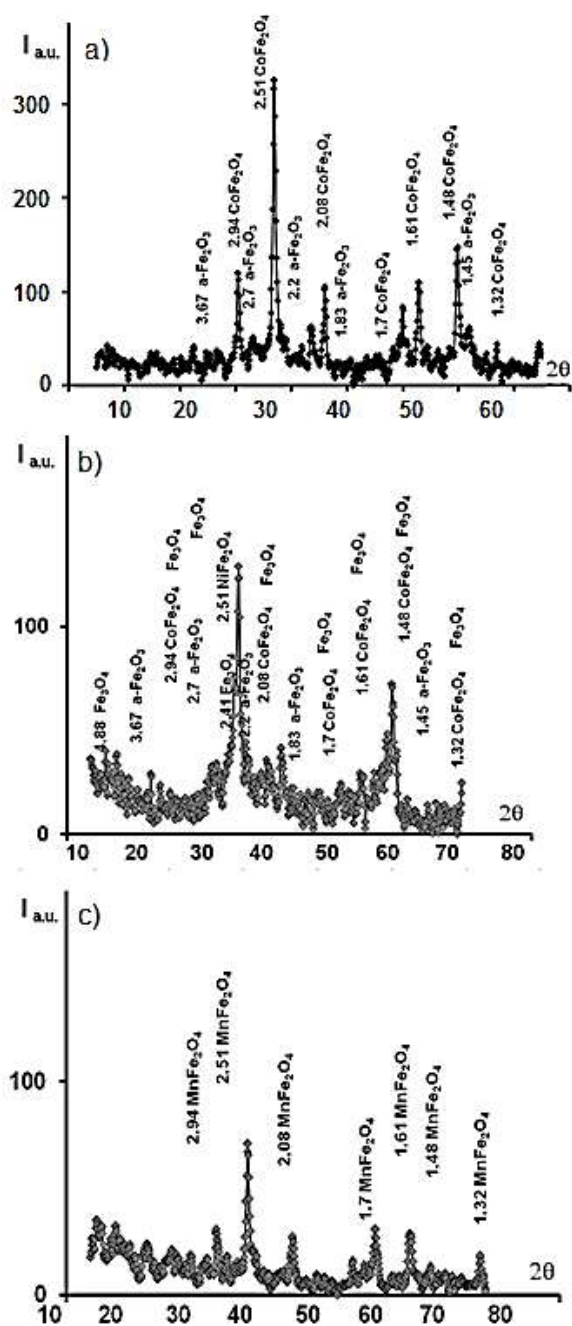 I a.u. a)
300
200
100
0
3.67 a-Fe₂O₃
2.94 CoFe₂O₄
2.7 a-Fe₂O₃
2.51 CoFe₂O₄
2.2 a-Fe₂O₃
2.08 CoFe₂O₄
1.83 a-Fe₂O₃
1.7 CoFe₂O₄
1.61 CoFe₂O₄
1.48 CoFe₂O₄
1.45 a-Fe₂O₃
1.32 CoFe₂O₄
2θ
10 20 30 40 50 60
I a.u. b)
100
0
4.88 Fe₃O₄
3.67 a-Fe₂O₃
2.94 CoFe₂O₄ Fe₃O₄
2.7 a-Fe₂O₃ Fe₃O₄
2.41 Fe₃O₄
2.51 NiFe₂O₄
2.2 a-Fe₂O₃
2.08 CoFe₂O₄ Fe₃O₄
1.83 a-Fe₂O₃
1.7 CoFe₂O₄ Fe₃O₄
1.61 CoFe₂O₄ Fe₃O₄
1.48 CoFe₂O₄ Fe₃O₄
1.45 a-Fe₂O₃
1.32 CoFe₂O₄ Fe₃O₄
2θ
10 20 30 40 50 60 70 80
I a.u. c)
100
0
2.94 MnFe₂O₄
2.51 MnFe₂O₄
2.08 MnFe₂O₄
1.7 MnFe₂O₄
1.61 MnFe₂O₄
1.48 MnFe₂O₄
1.32 MnFe₂O₄
2θ
10 20 30 40 50 60 70 80